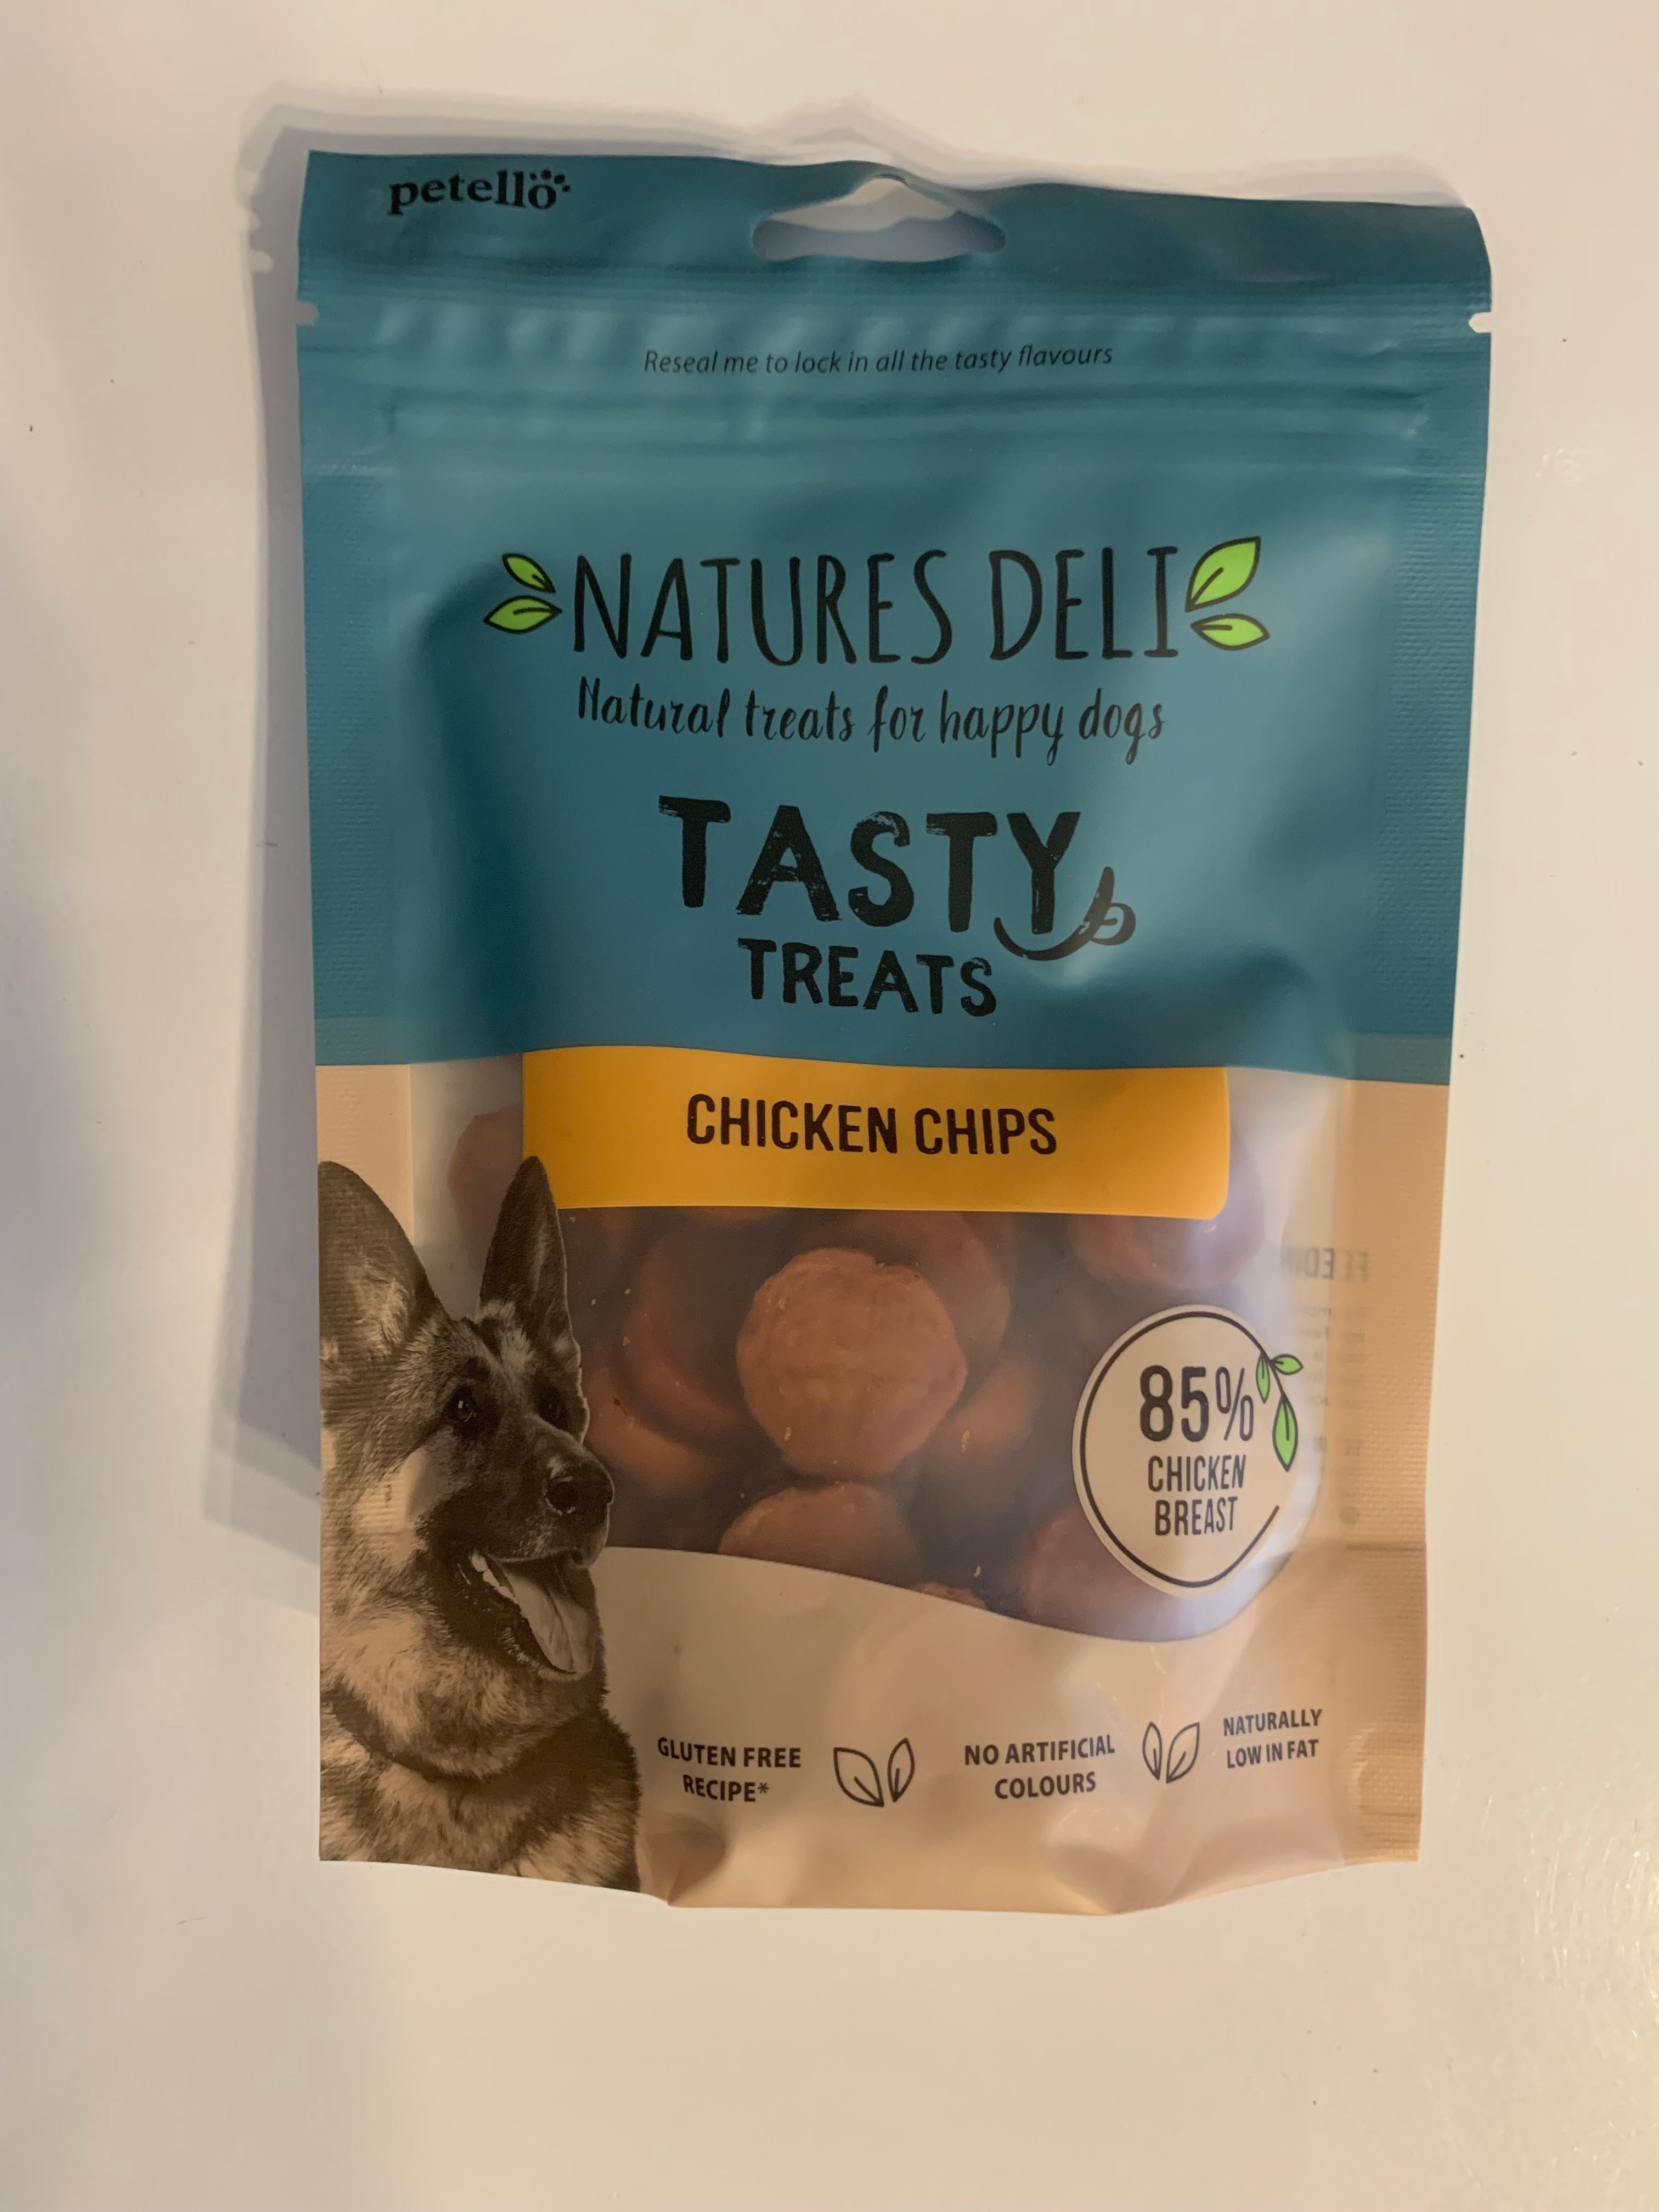 petello
Reseal me to lock in all the tasty flavours
NATURES DELI
Natural treats for happy dogs
TASTY
TREATS
CHICKEN CHIPS
85%
CHICKEN
BREAST
GLUTEN FREE
RECIPE*
NO ARTIFICIAL
COLOURS
NATURALLY
LOW IN FAT